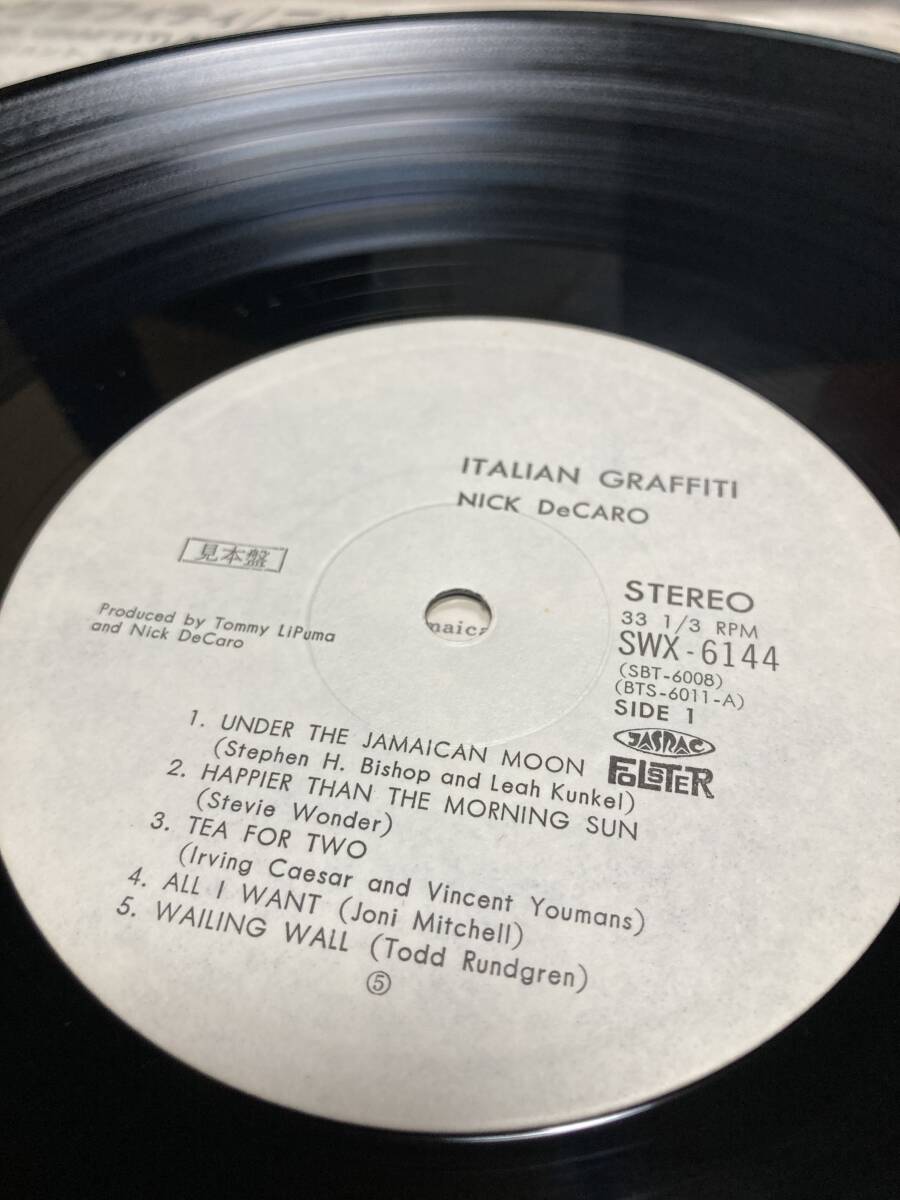 ITALIAN GRAFFITI
NICK DeCARO
見本盤
Produced by Tommy LiPuma
and Nick DeCaro
STEREO
33 1/3 RPM
SWX-6144
(SBT-6008)
(BTS-6011-A)
SIDE 1
JASRAC
FOLSTER
1. UNDER THE JAMAICAN MOON
(Stephen H. Bishop and Leah Kunkel)
2. HAPPIER THAN THE MORNING SUN
(Stevie Wonder)
3. TEA FOR TWO
(Irving Caesar and Vincent Youmans)
4. ALL I WANT (Joni Mitchell)
5. WAILING WALL (Todd Rundgren)
⑤
naica